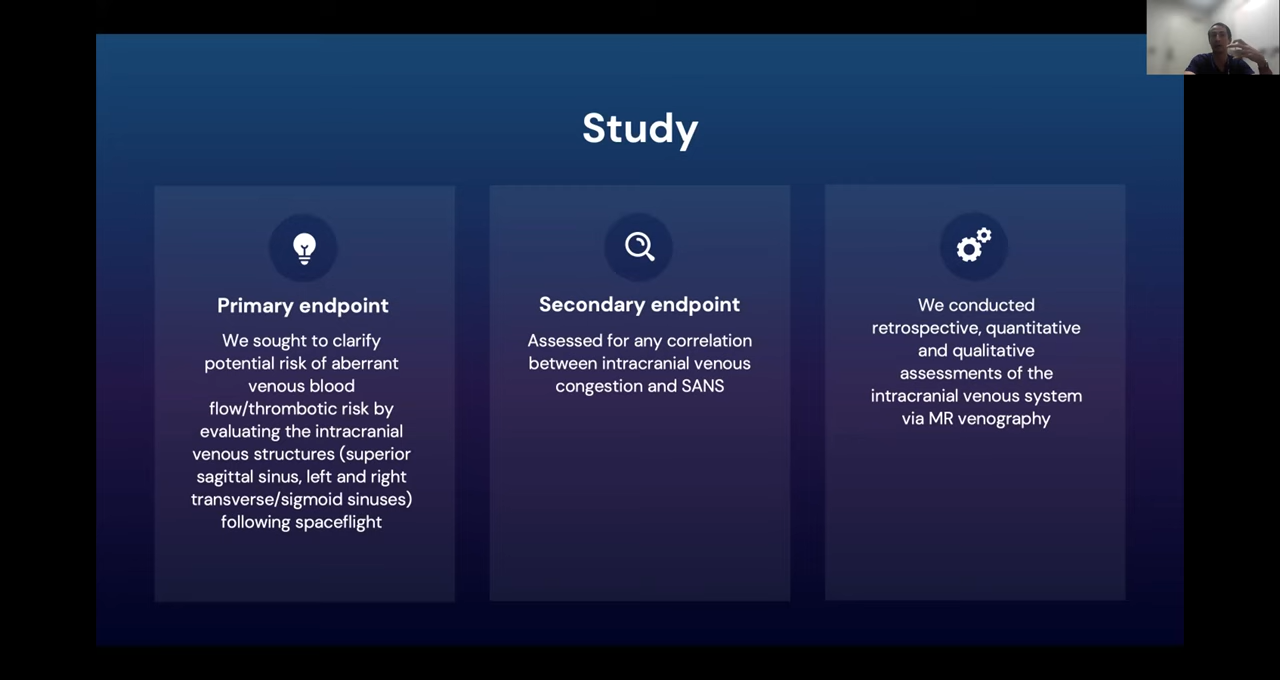 Study
Primary endpoint
We sought to clarify
potential risk of aberrant
venous blood
flow/thrombotic risk by
evaluating the intracranial
venous structures (superior
sagittal sinus, left and right
transverse/sigmoid sinuses)
following spaceflight
Secondary endpoint
Assessed for any correlation
between intracranial venous
congestion and SANS
We conducted
retrospective, quantitative
and qualitative
assessments of the
intracranial venous system
via MR venography